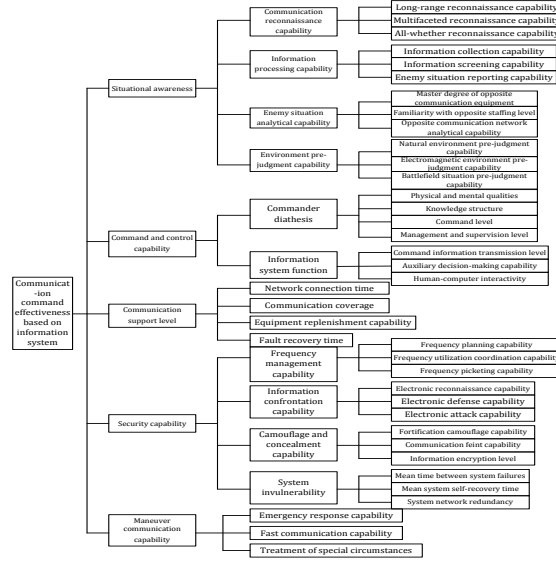 Communicat
-ion
command
effectiveness
based on
information
system
Situational awareness
Communication
reconnaissance
capability
Long-range reconnaissance capability
Multifaceted reconnaissance capability
All-whether reconnaissance capability
Information
processing capability
Information collection capability
Information screening capability
Enemy situation reporting capability
Enemy situation
analytical capability
Master degree of opposite
communication equipment
Familiarity with opposite staffing level
Opposite communication network
analytical capability
Environment pre-
judgment capability
Natural environment pre-judgment
capability
Electromagnetic environment pre-
judgment capability
Battlefield situation pre-judgment
capability
Command and control
capability
Commander
diathesis
Physical and mental qualities
Knowledge structure
Command level
Management and supervision level
Information
system function
Command information transmission level
Auxiliary decision-making capability
Human-computer interactivity
Communication
support level
Network connection time
Communication coverage
Equipment replenishment capability
Fault recovery time
Security capability
Frequency
management
capability
Frequency planning capability
Frequency utilization coordination capability
Frequency picketing capability
Information
confrontation
capability
Electronic reconnaissance capability
Electronic defense capability
Electronic attack capability
Camouflage and
concealment
capability
Fortification camouflage capability
Communication feint capability
Information encryption level
System
invulnerability
Mean time between system failures
Mean system self-recovery time
System network redundancy
Maneuver
communication
capability
Emergency response capability
Fast communication capability
Treatment of special circumstances